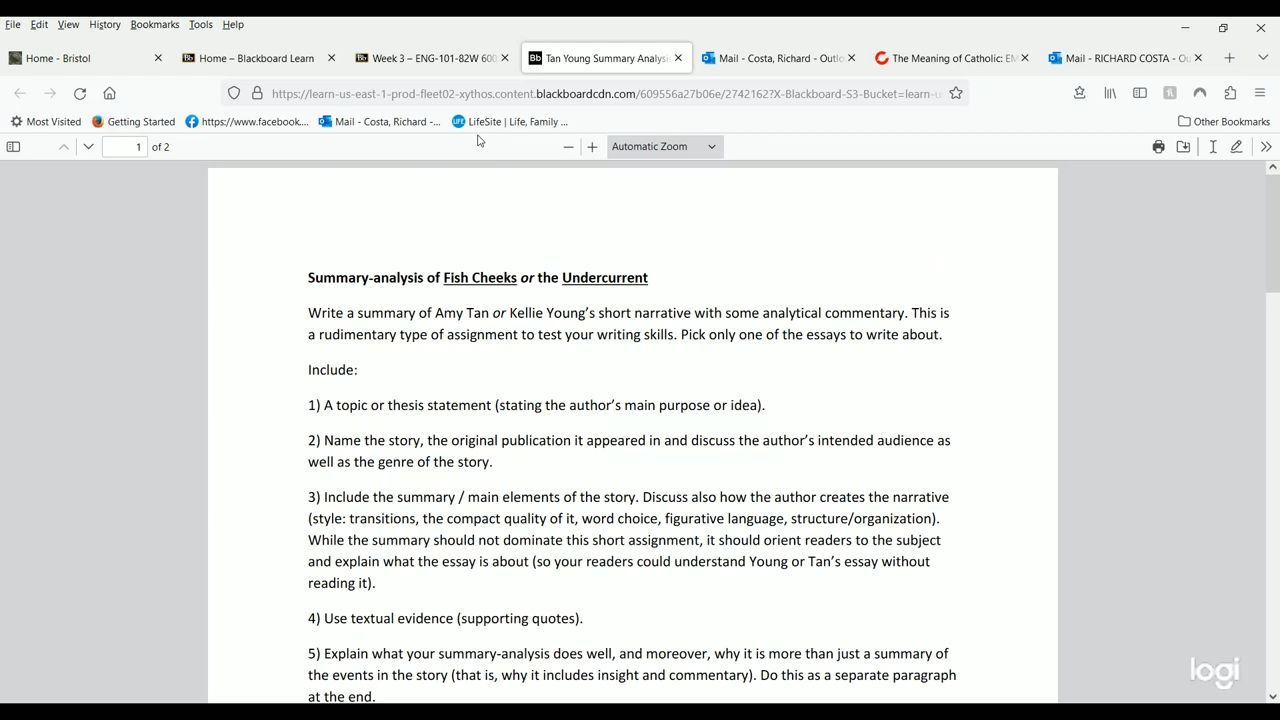 File Edit View History Bookmarks Tools Help
Home - Bristol
Home – Blackboard Learn
Week 3 – ENG-101-82W 600
Tan Young Summary Analysis
Mail - Costa, Richard - Outlo
The Meaning of Catholic: EM
Mail - RICHARD COSTA - Ou
https://learn-us-east-1-prod-fleet02-xythos.content.blackboardcdn.com/609556a27b06e/2742162?X-Blackboard-S3-Bucket=learn-u
Most Visited Getting Started https://www.facebook... Mail - Costa, Richard -... LifeSite | Life, Family ... Other Bookmarks
1 of 2 Automatic Zoom
Summary-analysis of Fish Cheeks or the Undercurrent
Write a summary of Amy Tan or Kellie Young’s short narrative with some analytical commentary. This is
a rudimentary type of assignment to test your writing skills. Pick only one of the essays to write about.
Include:
1) A topic or thesis statement (stating the author’s main purpose or idea).
2) Name the story, the original publication it appeared in and discuss the author’s intended audience as
well as the genre of the story.
3) Include the summary / main elements of the story. Discuss also how the author creates the narrative
(style: transitions, the compact quality of it, word choice, figurative language, structure/organization).
While the summary should not dominate this short assignment, it should orient readers to the subject
and explain what the essay is about (so your readers could understand Young or Tan’s essay without
reading it).
4) Use textual evidence (supporting quotes).
5) Explain what your summary-analysis does well, and moreover, why it is more than just a summary of
the events in the story (that is, why it includes insight and commentary). Do this as a separate paragraph
at the end.
logi